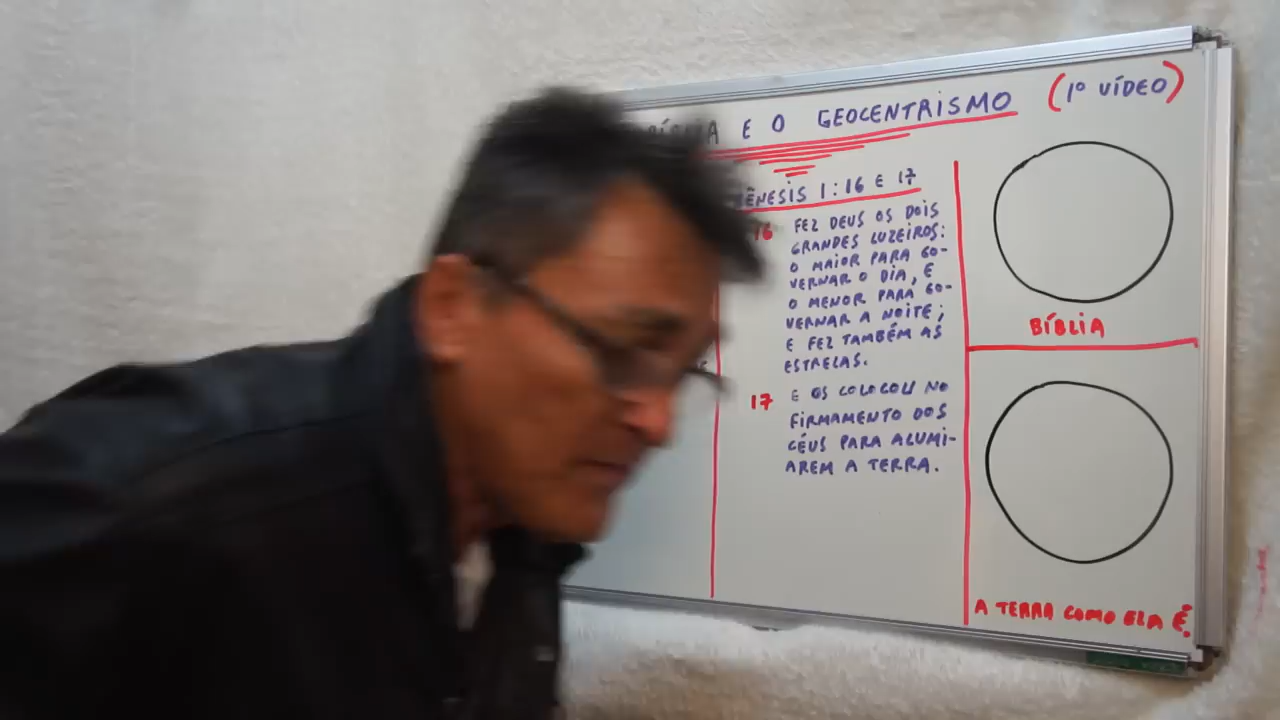 E O GEOCENTRISMO (1º VÍDEO)
GÊNESIS 1:16 E 17
16 FEZ DEUS OS DOIS
GRANDES LUZEIROS:
O MAIOR PARA GO-
VERNAR O DIA, E
O MENOR PARA GO-
VERNAR A NOITE;
E FEZ TAMBÉM AS
ESTRELAS.
17 E OS COLOCOU NO
FIRMAMENTO DOS
CÉUS PARA ALUMI-
AREM A TERRA.
BÍBLIA
A TERRA COMO ELA É.